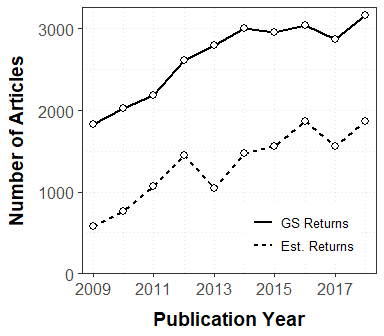 Number of Articles
3000
2000
1000
0
GS Returns
Est. Returns
2009 2011 2013 2015 2017
Publication Year